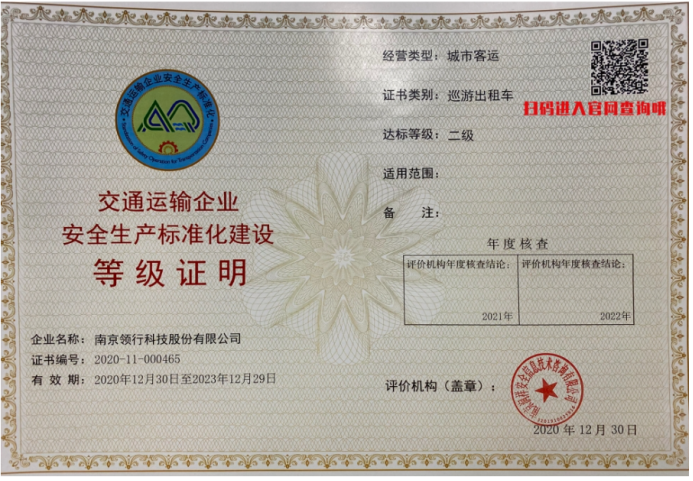 交通运输企业安全生产标准化
交通运输企业
安全生产标准化建设
等级证明
企业名称：南京领行科技股份有限公司
证书编号：2020-11-000465
有 效 期：2020年12月30日至2023年12月29日
经营类型：城市客运
证书类别：巡游出租车
扫码进入官网查询哦
达标等级：二级
适用范围：
备 注：
年度核查
评价机构年度核查结论：
2021年
评价机构年度核查结论：
2022年
评价机构（盖章）：
2020 年 12 月 30 日